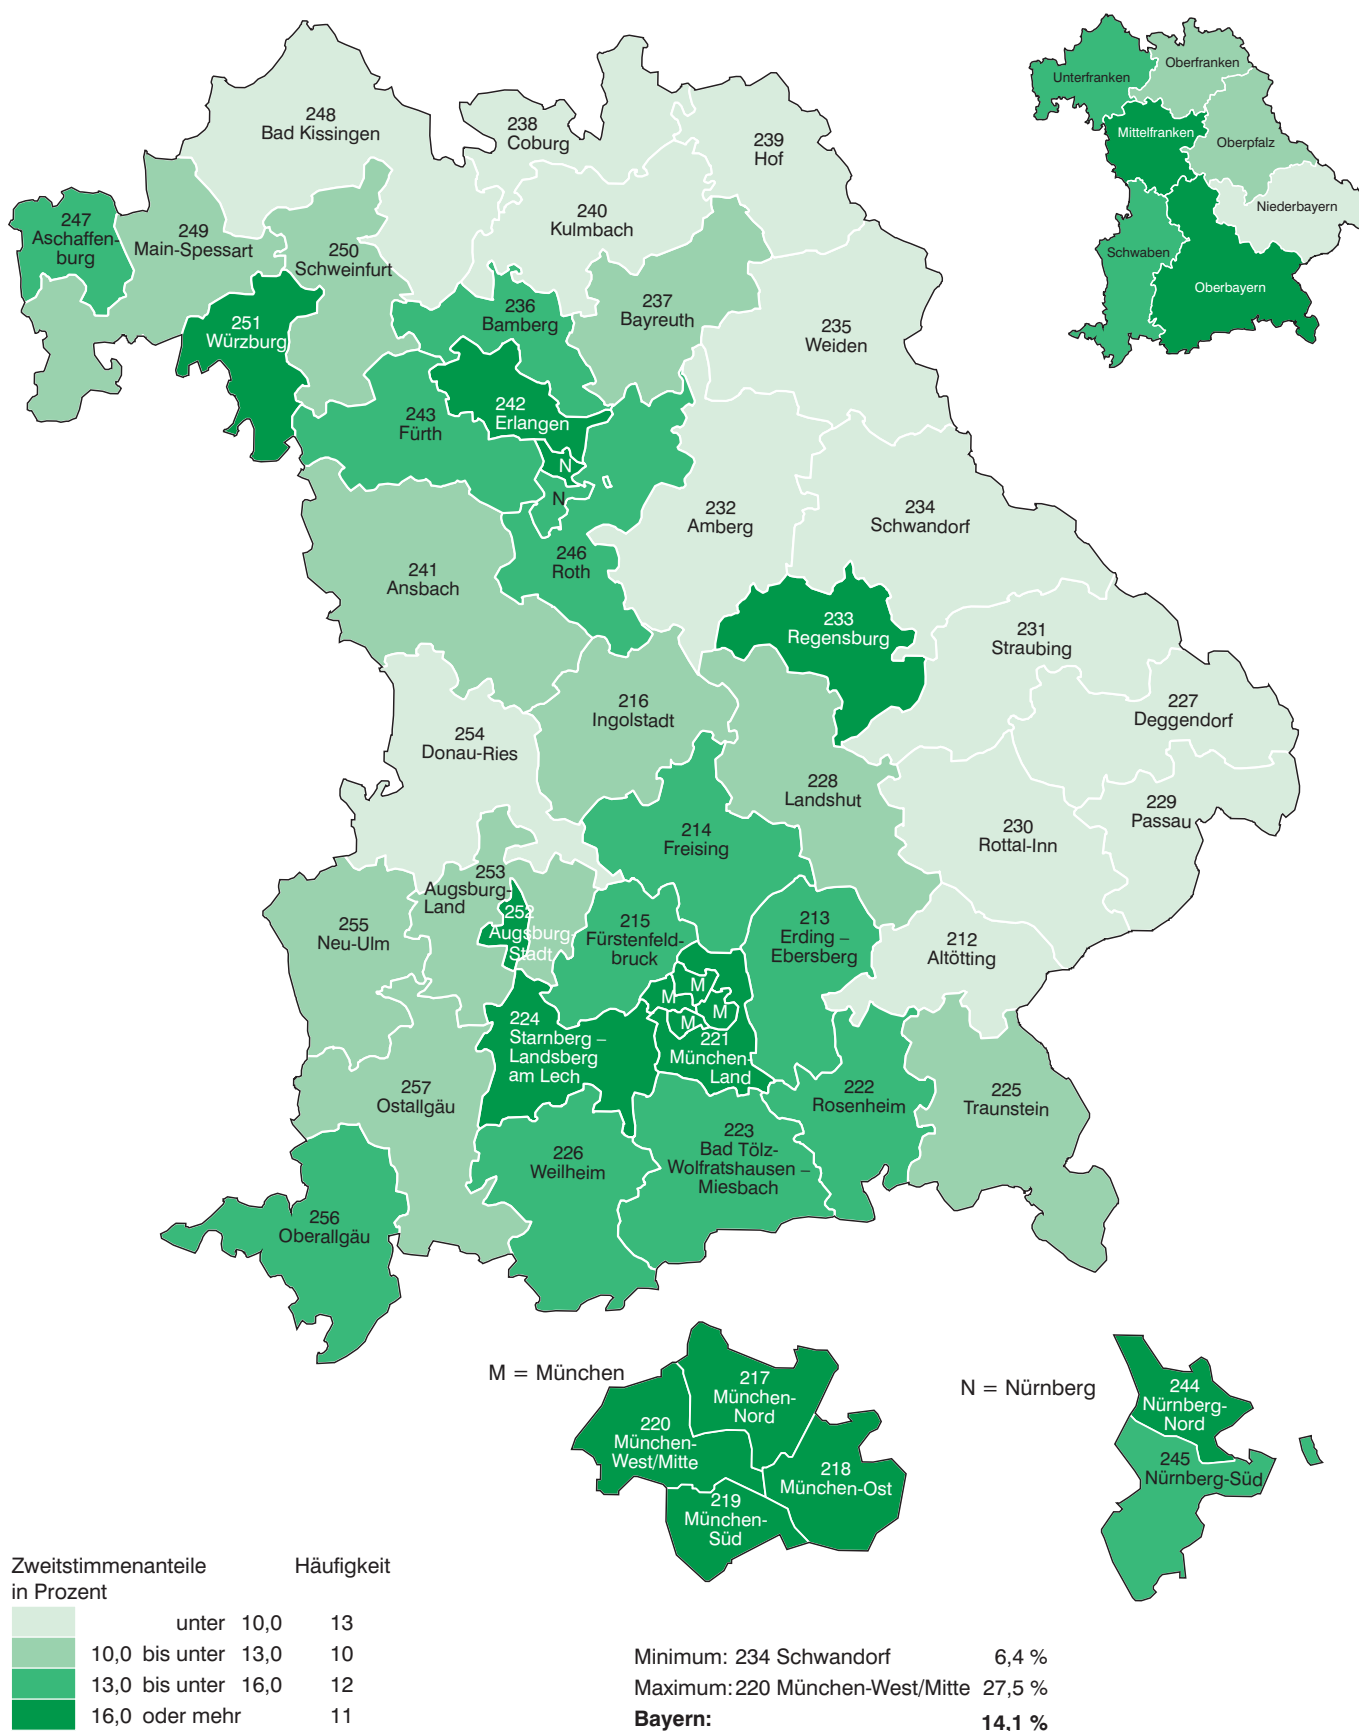 Unterfranken
Oberfranken
Mittelfranken
Oberpfalz
Niederbayern
Schwaben
Oberbayern
248
Bad Kissingen
238
Coburg
239
Hof
247
Aschaffen-
burg
249
Main-Spessart
250
Schweinfurt
240
Kulmbach
251
Würzburg
236
Bamberg
237
Bayreuth
235
Weiden
243
Fürth
242
Erlangen
N
N
232
Amberg
234
Schwandorf
241
Ansbach
246
Roth
233
Regensburg
231
Straubing
227
Deggendorf
216
Ingolstadt
254
Donau-Ries
228
Landshut
229
Passau
230
Rottal-Inn
214
Freising
253
Augsburg-
Land
252
Augsburg-
Stadt
255
Neu-Ulm
215
Fürstenfeld-
bruck
213
Erding –
Ebersberg
212
Altötting
M
M
M
M
221
München-
Land
224
Starnberg –
Landsberg
am Lech
257
Ostallgäu
222
Rosenheim
225
Traunstein
226
Weilheim
223
Bad Tölz-
Wolfratshausen –
Miesbach
256
Oberallgäu
M = München
217
München-
Nord
220
München-
West/Mitte
218
München-Ost
219
München-
Süd
N = Nürnberg
244
Nürnberg-
Nord
245
Nürnberg-Süd
Zweitstimmenanteile Häufigkeit
in Prozent
unter 10,0 13
10,0 bis unter 13,0 10
13,0 bis unter 16,0 12
16,0 oder mehr 11
Minimum: 234 Schwandorf 6,4 %
Maximum: 220 München-West/Mitte 27,5 %
Bayern: 14,1 %